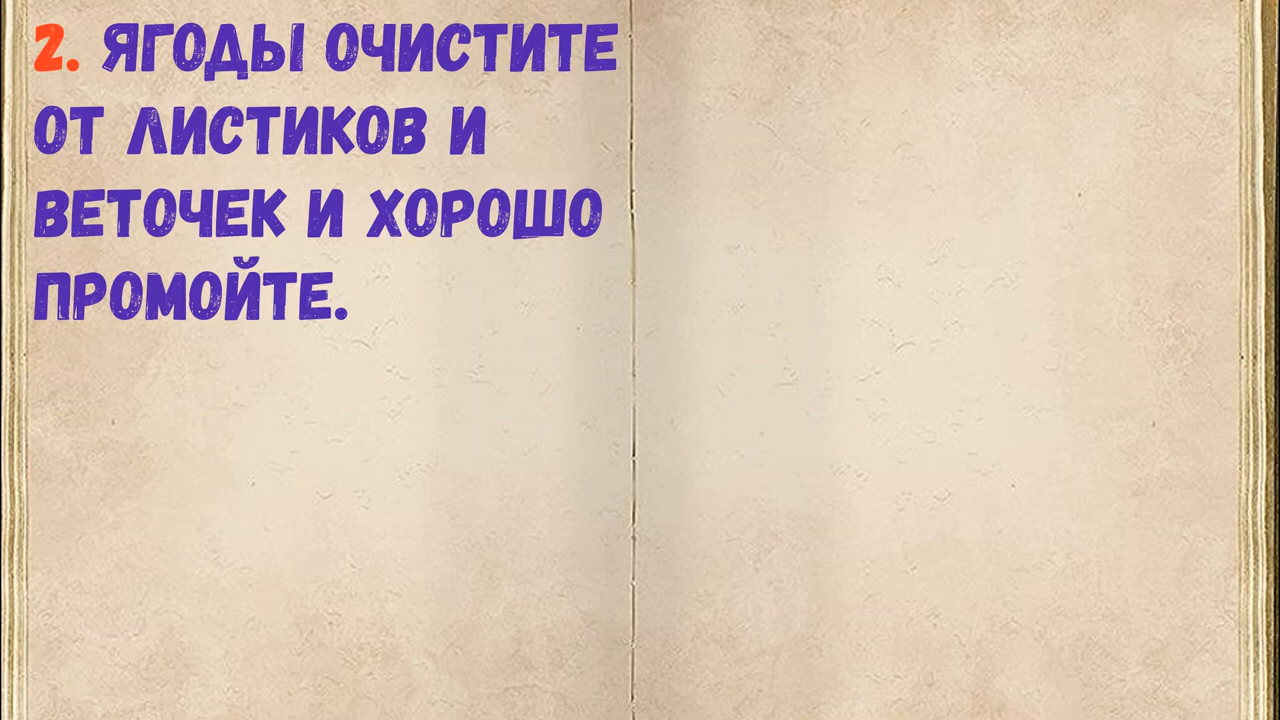 2. ЯГОДЫ ОЧИСТИТЕ
ОТ ЛИСТИКОВ И
ВЕТОЧЕК И ХОРОШО
ПРОМОЙТЕ.